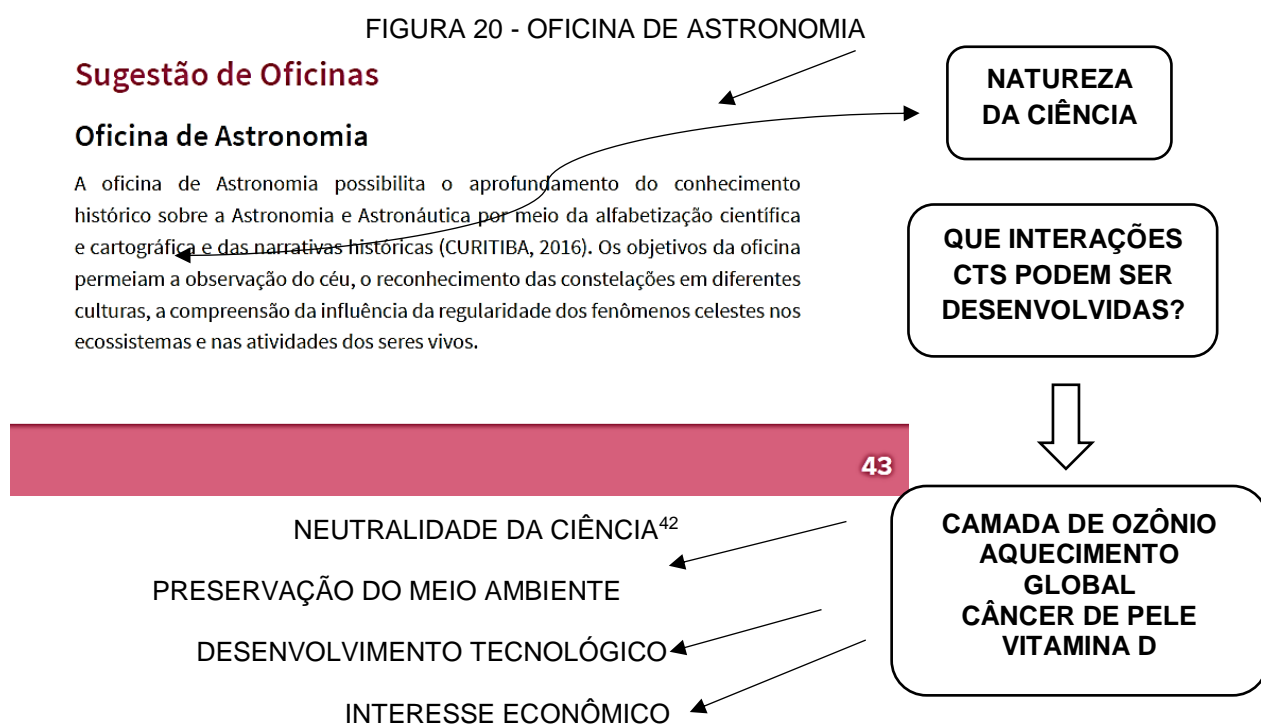 FIGURA 20 - OFICINA DE ASTRONOMIA
Sugestão de Oficinas
Oficina de Astronomia
A oficina de Astronomia possibilita o aprofundamento do conhecimento
histórico sobre a Astronomia e Astronáutica por meio da alfabetização científica
e cartográfica e das narrativas históricas (CURITIBA, 2016). Os objetivos da oficina
permeiam a observação do céu, o reconhecimento das constelações em diferentes
culturas, a compreensão da influência da regularidade dos fenômenos celestes nos
ecossistemas e nas atividades dos seres vivos.
NATUREZA
DA CIÊNCIA
QUE INTERAÇÕES
CTS PODEM SER
DESENVOLVIDAS?
43
CAMADA DE OZÔNIO
AQUECIMENTO
GLOBAL
CÂNCER DE PELE
VITAMINA D
NEUTRALIDADE DA CIÊNCIA⁴²
PRESERVAÇÃO DO MEIO AMBIENTE
DESENVOLVIMENTO TECNOLÓGICO
INTERESSE ECONÔMICO